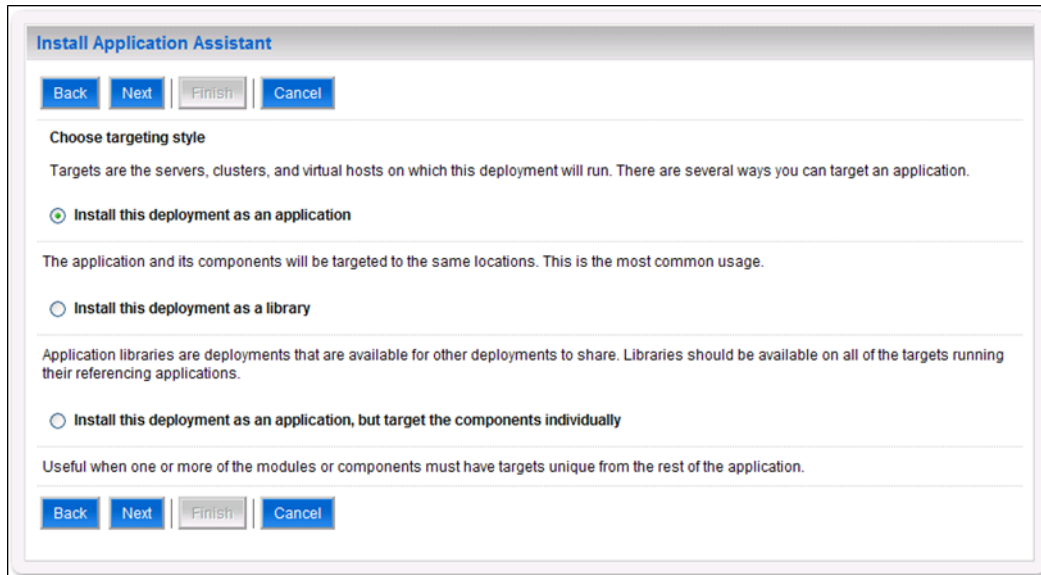 Install Application Assistant
Back Next Finish Cancel
Choose targeting style
Targets are the servers, clusters, and virtual hosts on which this deployment will run. There are several ways you can target an application.
Install this deployment as an application
The application and its components will be targeted to the same locations. This is the most common usage.
Install this deployment as a library
Application libraries are deployments that are available for other deployments to share. Libraries should be available on all of the targets running
their referencing applications.
Install this deployment as an application, but target the components individually
Useful when one or more of the modules or components must have targets unique from the rest of the application.
Back Next Finish Cancel